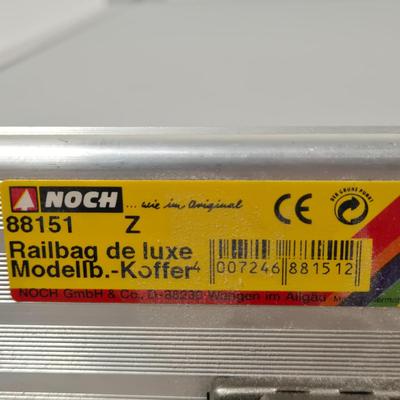 NOCH ... wie im Original
CE
DER GRÜNE PUNKT
88151 Z
Railbag de luxe
Modellb.-Koffer
4 007246 881512
NOCH GmbH & Co., D-88239 Wangen im Allgäu